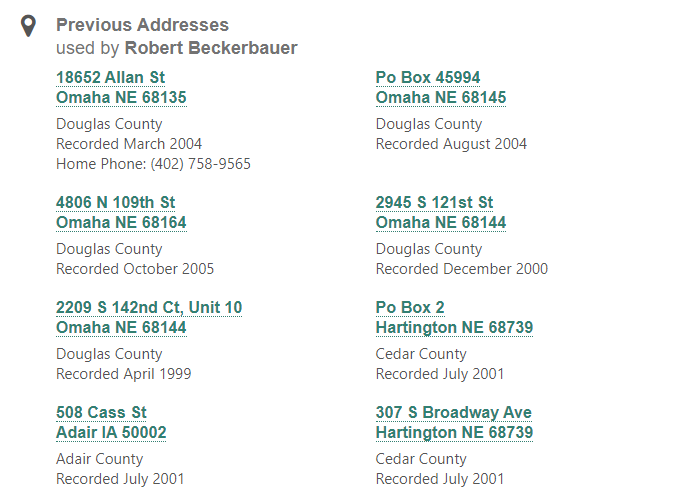 Previous Addresses
used by Robert Beckerbauer
18652 Allan St
Omaha NE 68135
Douglas County
Recorded March 2004
Home Phone: (402) 758-9565
Po Box 45994
Omaha NE 68145
Douglas County
Recorded August 2004
4806 N 109th St
Omaha NE 68164
Douglas County
Recorded October 2005
2945 S 121st St
Omaha NE 68144
Douglas County
Recorded December 2000
2209 S 142nd Ct, Unit 10
Omaha NE 68144
Douglas County
Recorded April 1999
Po Box 2
Hartington NE 68739
Cedar County
Recorded July 2001
508 Cass St
Adair IA 50002
Adair County
Recorded July 2001
307 S Broadway Ave
Hartington NE 68739
Cedar County
Recorded July 2001